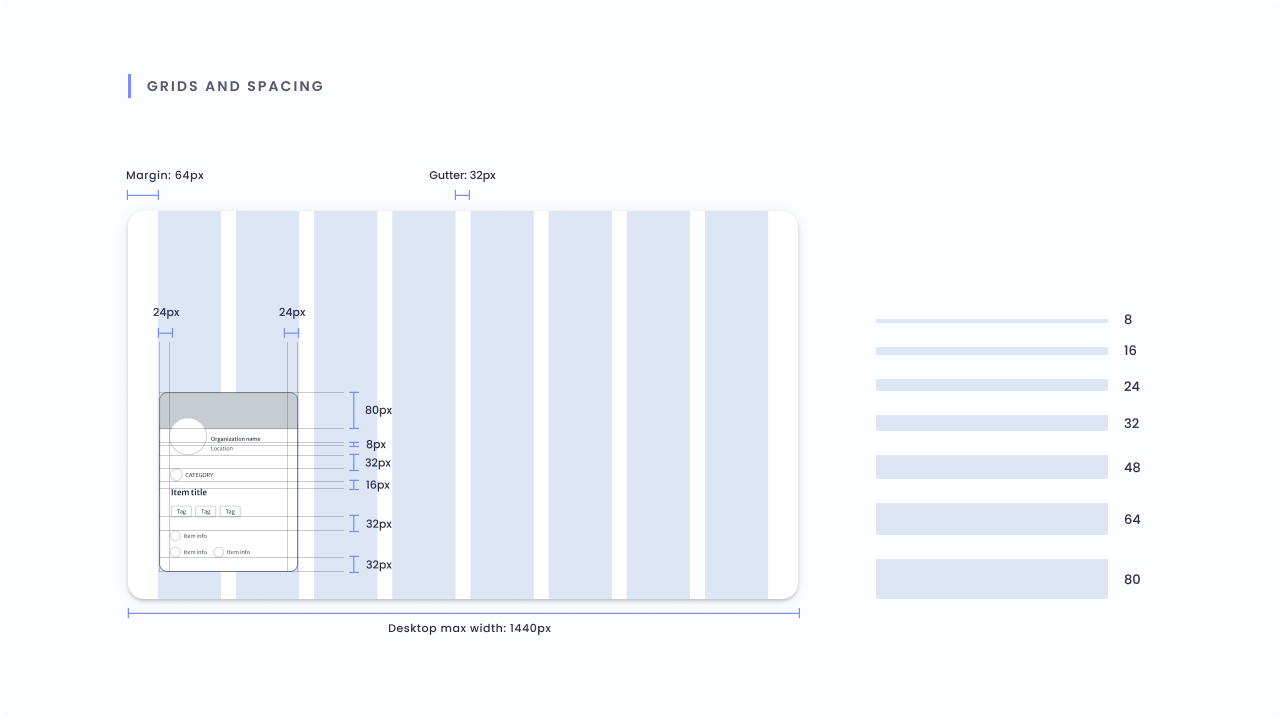 GRIDS AND SPACING
Margin: 64px
Gutter: 32px
24px
24px
80px
Organization name
8px
Location
32px
CATEGORY
16px
Item title
Tag
Tag
Tag
32px
Item info
Item info
Item info
32px
Desktop max width: 1440px
8
16
24
32
48
64
80